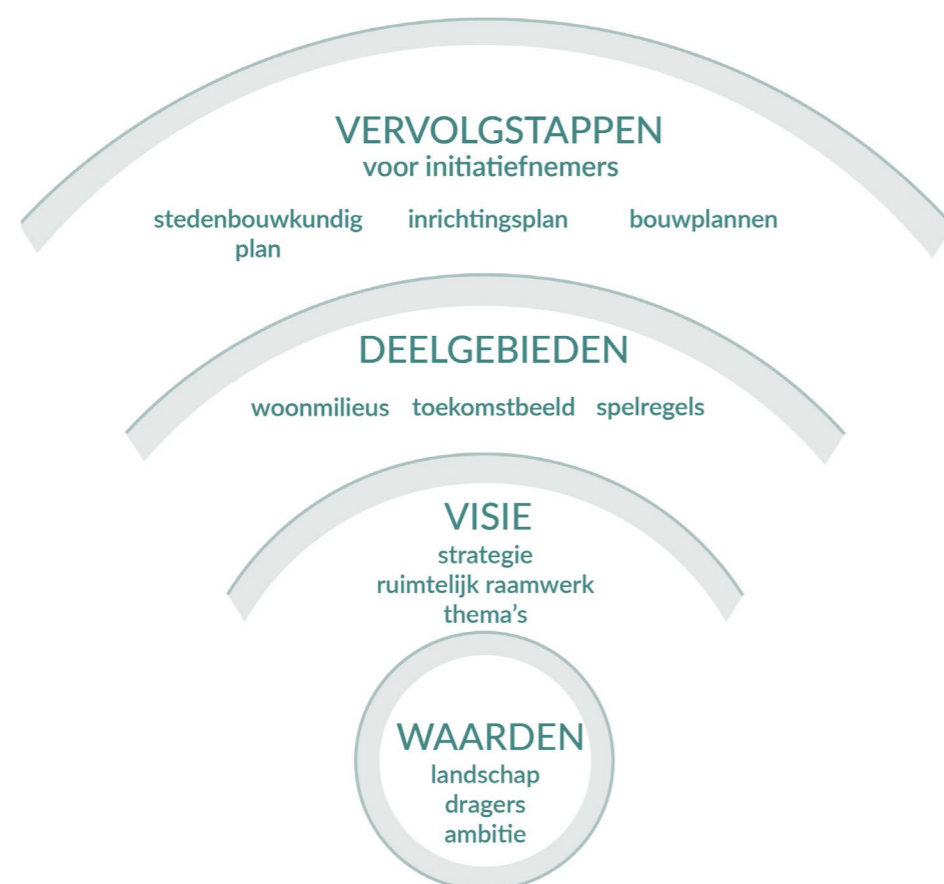 VERVOLGSTAPPEN
voor initiatiefnemers
stedenbouwkundig plan
inrichtingsplan
bouwplannen
DEELGEBIEDEN
woonmilieus toekomstbeeld spelregels
VISIE
strategie
ruimtelijk raamwerk
thema's
WAARDEN
landschap
dragers
ambitie